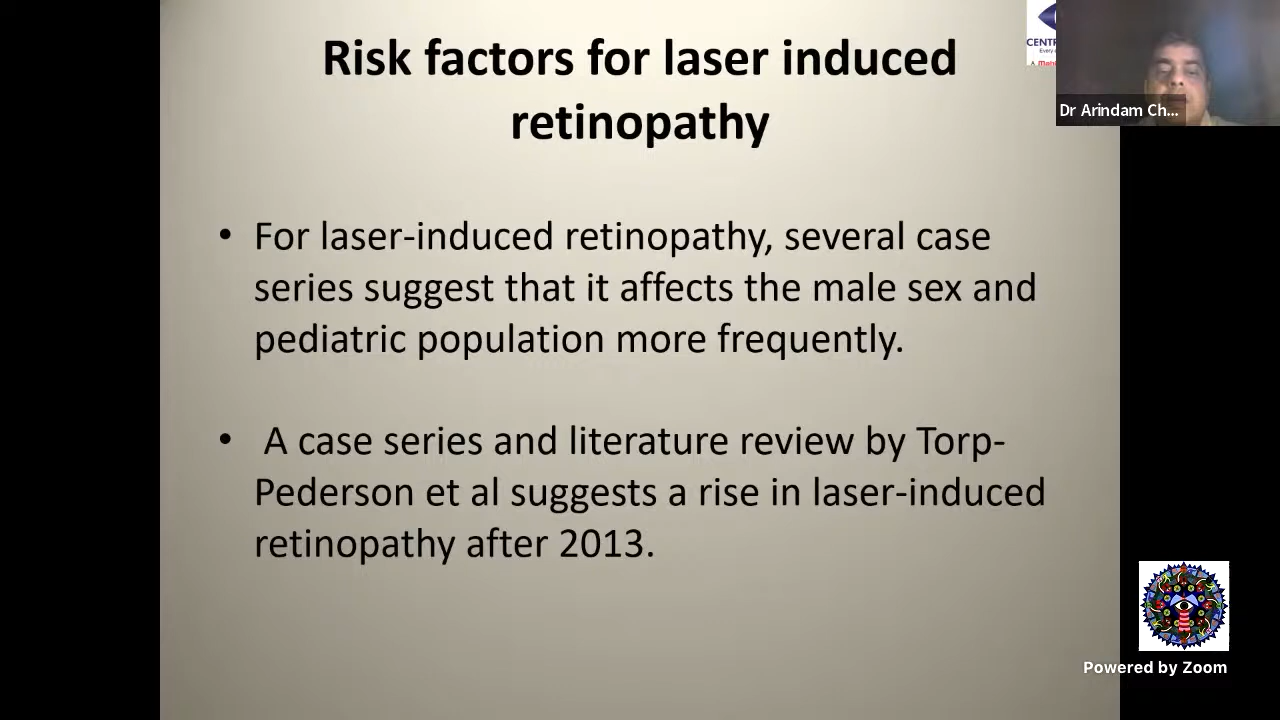 Risk factors for laser induced
retinopathy
CENTR
Every
A
Dr Arindam Ch...
• For laser-induced retinopathy, several case
series suggest that it affects the male sex and
pediatric population more frequently.
• A case series and literature review by Torp-
Pederson et al suggests a rise in laser-induced
retinopathy after 2013.
Powered by Zoom